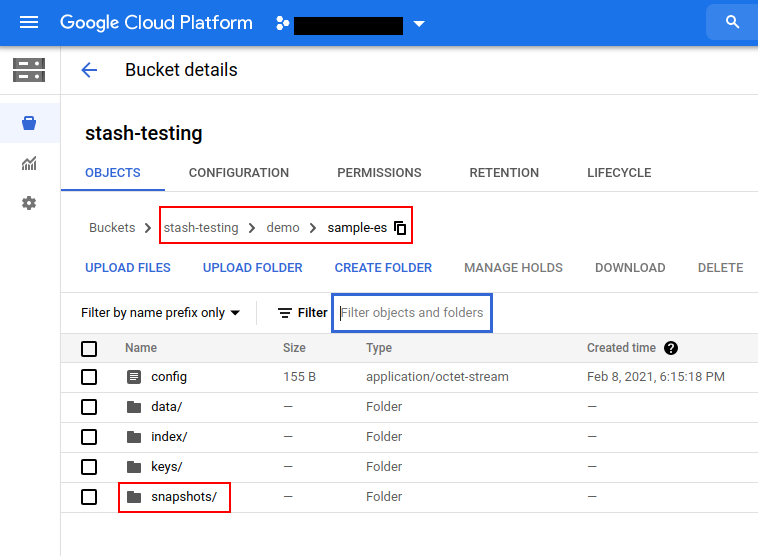 Google Cloud Platform
Bucket details
stash-testing
OBJECTS CONFIGURATION PERMISSIONS RETENTION LIFECYCLE
Buckets > stash-testing > demo > sample-es
UPLOAD FILES UPLOAD FOLDER CREATE FOLDER MANAGE HOLDS DOWNLOAD DELETE
Filter by name prefix only Filter Filter objects and folders
Name Size Type Created time ?
config 155 B application/octet-stream Feb 8, 2021, 6:15:18 PM
data/ — Folder —
index/ — Folder —
keys/ — Folder —
snapshots/ — Folder —